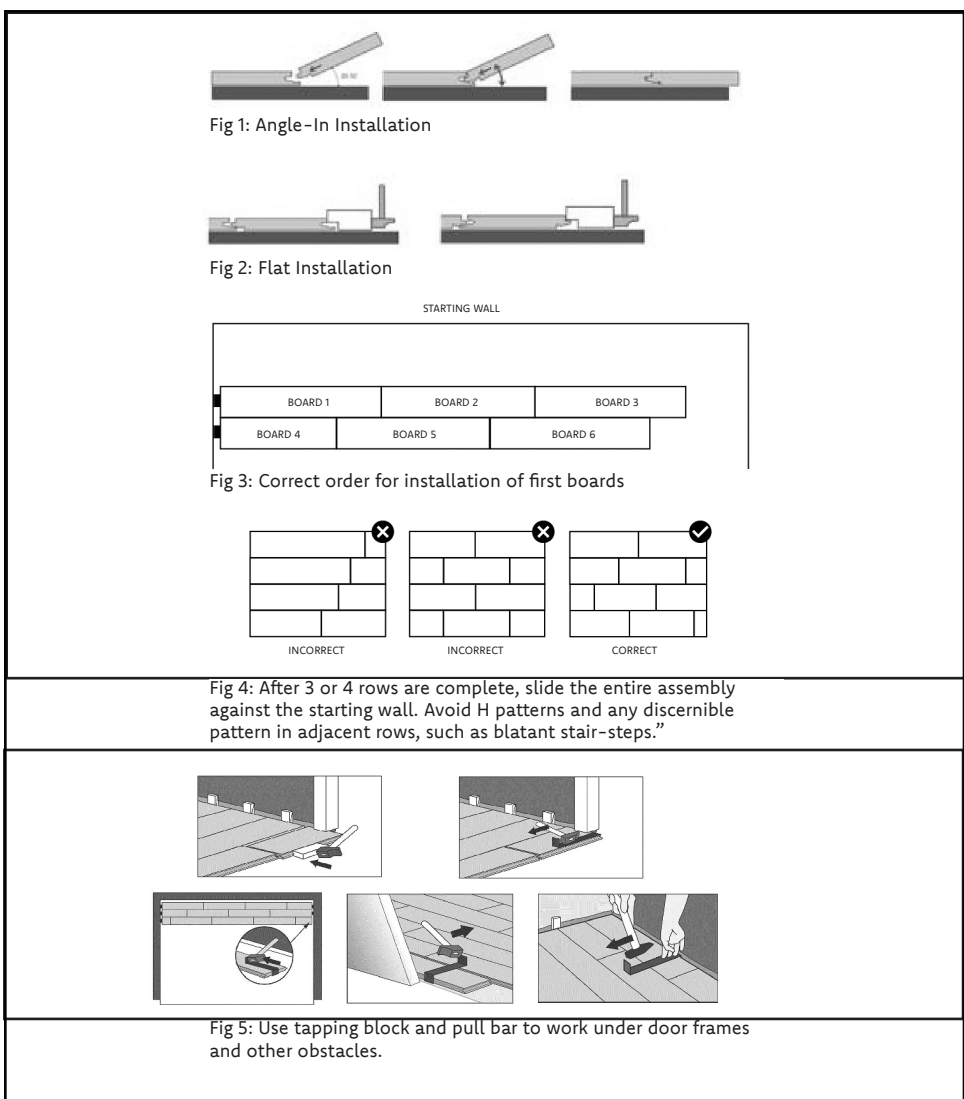 Fig 1: Angle-In Installation
Fig 2: Flat Installation
STARTING WALL
BOARD 1
BOARD 2
BOARD 3
BOARD 4
BOARD 5
BOARD 6
Fig 3: Correct order for installation of first boards
INCORRECT
INCORRECT
CORRECT
Fig 4: After 3 or 4 rows are complete, slide the entire assembly
against the starting wall. Avoid H patterns and any discernible
pattern in adjacent rows, such as blatant stair-steps.”
Fig 5: Use tapping block and pull bar to work under door frames
and other obstacles.